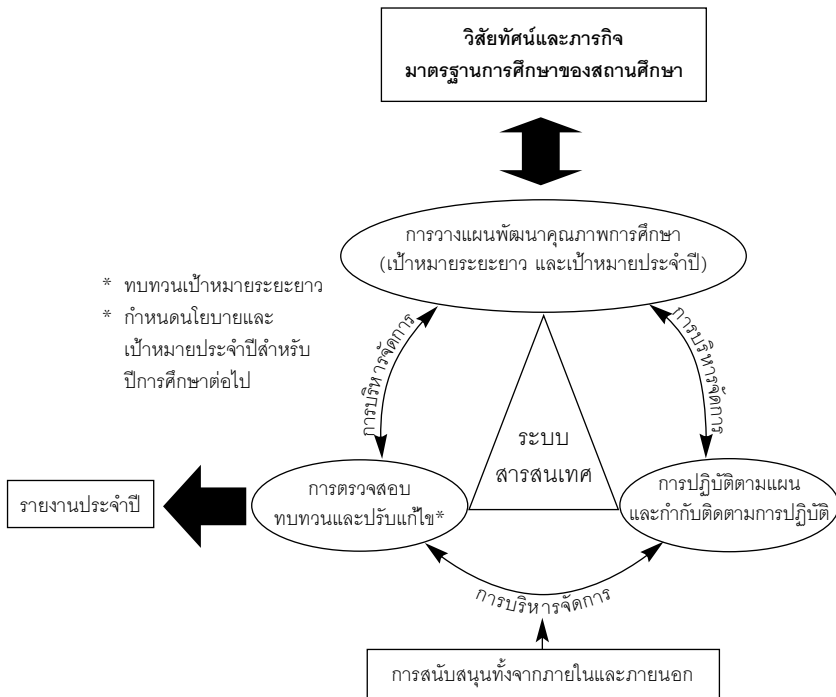 วิสัยทัศน์และภารกิจ
มาตรฐานการศึกษาของสถานศึกษา
การวางแผนพัฒนาคุณภาพการศึกษา
(เป้าหมายระยะยาว และเป้าหมายประจำปี)
* ทบทวนเป้าหมายระยะยาว
* กำหนดนโยบายและ
เป้าหมายประจำปีสำหรับ
ปีการศึกษาต่อไป
การบริหารจัดการ
การบริหารจัดการ
ระบบ
สารสนเทศ
รายงานประจำปี
การตรวจสอบ
ทบทวนและปรับแก้ไข*
การปฏิบัติตามแผน
และกำกับติดตามการปฏิบัติ
การบริหารจัดการ
การสนับสนุนทั้งจากภายในและภายนอก